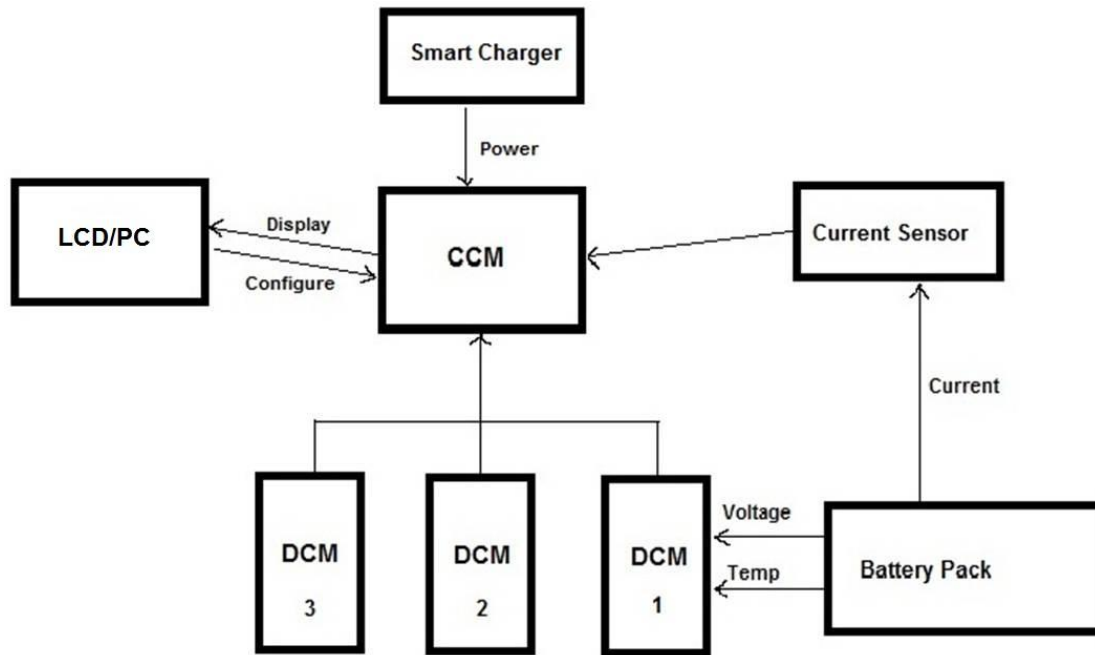 Smart Charger
Power
LCD/PC
Display
Configure
CCM
Current Sensor
Current
DCM
3
DCM
2
DCM
1
Voltage
Temp
Battery Pack